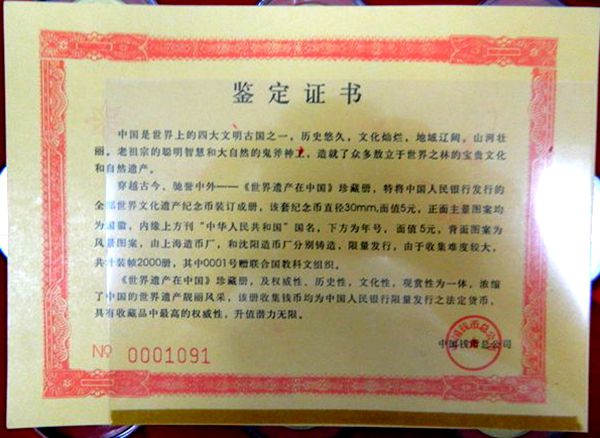 鉴定证书
中国是世界上的四大文明古国之一，历史悠久，文化灿烂，地域辽阔，山河壮
丽。老祖宗的聪明智慧和大自然的鬼斧神工，造就了众多放立于世界之林的宝贵文化
和自然遗产。
穿越古今、驰誉中外——《世界遗产在中国》珍藏册，特将中国人民银行发行的
全部世界文化遗产纪念币装订成册，该套纪念币直径30mm,面值5元，正面主景图案均
为国徽，内缘上方刊“中华人民共和国”国名，下方为年号，面值5元，背面图案为
风景图案，由上海造币厂，和沈阳造币厂分别铸造，限量发行，由于收集难度较大，
共计装帧2000册，其中0001号赠联合国教科文组织。
《世界遗产在中国》珍藏册，及权威性、历史性，文化性，观赏性为一体，浓缩
了中国的世界遗产靓丽风采，该册收集钱币均为中国人民银行限量发行之法定货币，
具有收藏品中最高的权威性，升值潜力无限。
№ 0001091
中国钱币总公司